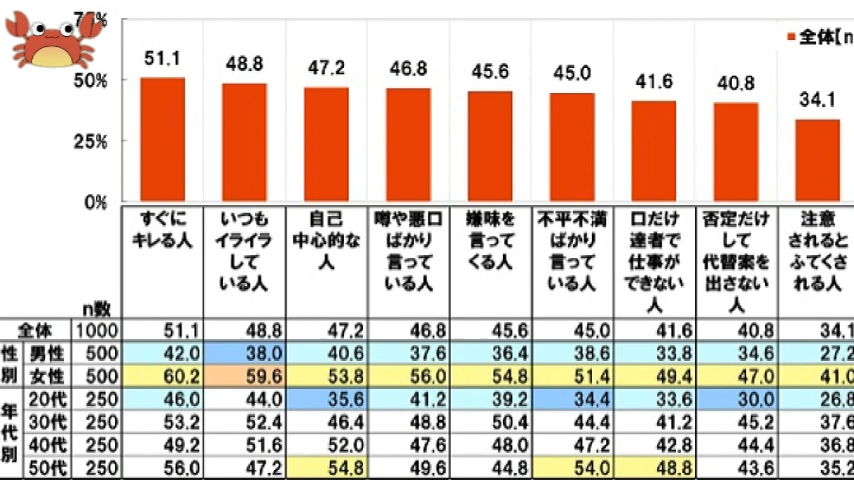 75%
全体【n
50%
25%
0%
51.1 48.8 47.2 46.8 45.6 45.0 41.6 40.8 34.1
すぐに
キレる人
いつも
イライラ
して
いる人
自己
中心的な
人
噂や悪口
ばかり
言って
いる人
嫌味を
言って
くる人
不平不満
ばかり
言って
いる人
口だけ
達者で
仕事が
できない
人
否定だけ
して
代替案を
出さない
人
注意
されると
ふてくさ
れる人
n数
全体 1000 51.1 48.8 47.2 46.8 45.6 45.0 41.6 40.8 34.1
性別
男性 500 42.0 38.0 40.6 37.6 36.4 38.6 33.8 34.6 27.2
女性 500 60.2 59.6 53.8 56.0 54.8 51.4 49.4 47.0 41.0
年代別
20代 250 46.0 44.0 35.6 41.2 39.2 34.4 33.6 30.0 26.8
30代 250 53.2 52.4 46.4 48.8 50.4 44.4 41.2 45.2 37.6
40代 250 49.2 51.6 52.0 47.6 48.0 47.2 42.8 44.4 36.8
50代 250 56.0 47.2 54.8 49.6 44.8 54.0 48.8 43.6 35.2